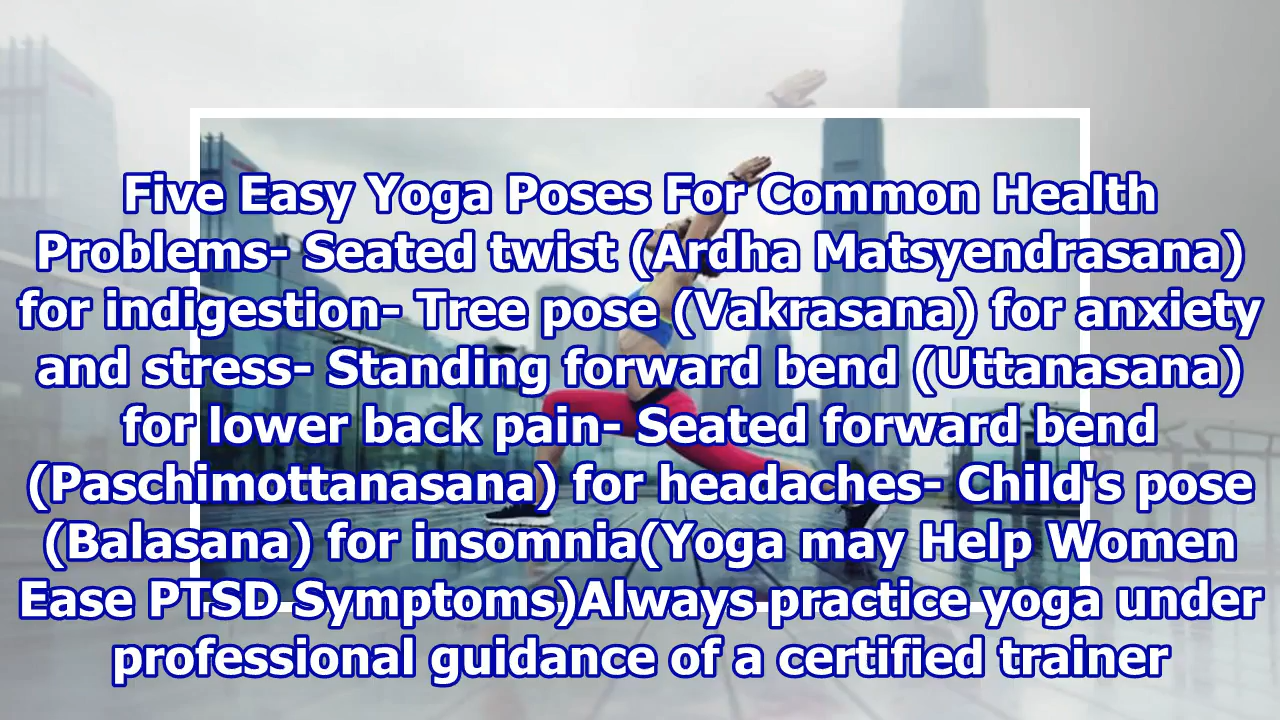 Five Easy Yoga Poses For Common Health
Problems- Seated twist (Ardha Matsyendrasana)
for indigestion- Tree pose (Vakrasana) for anxiety
and stress- Standing forward bend (Uttanasana)
for lower back pain- Seated forward bend
(Paschimottanasana) for headaches- Child's pose
(Balasana) for insomnia(Yoga may Help Women
Ease PTSD Symptoms)Always practice yoga under
professional guidance of a certified trainer